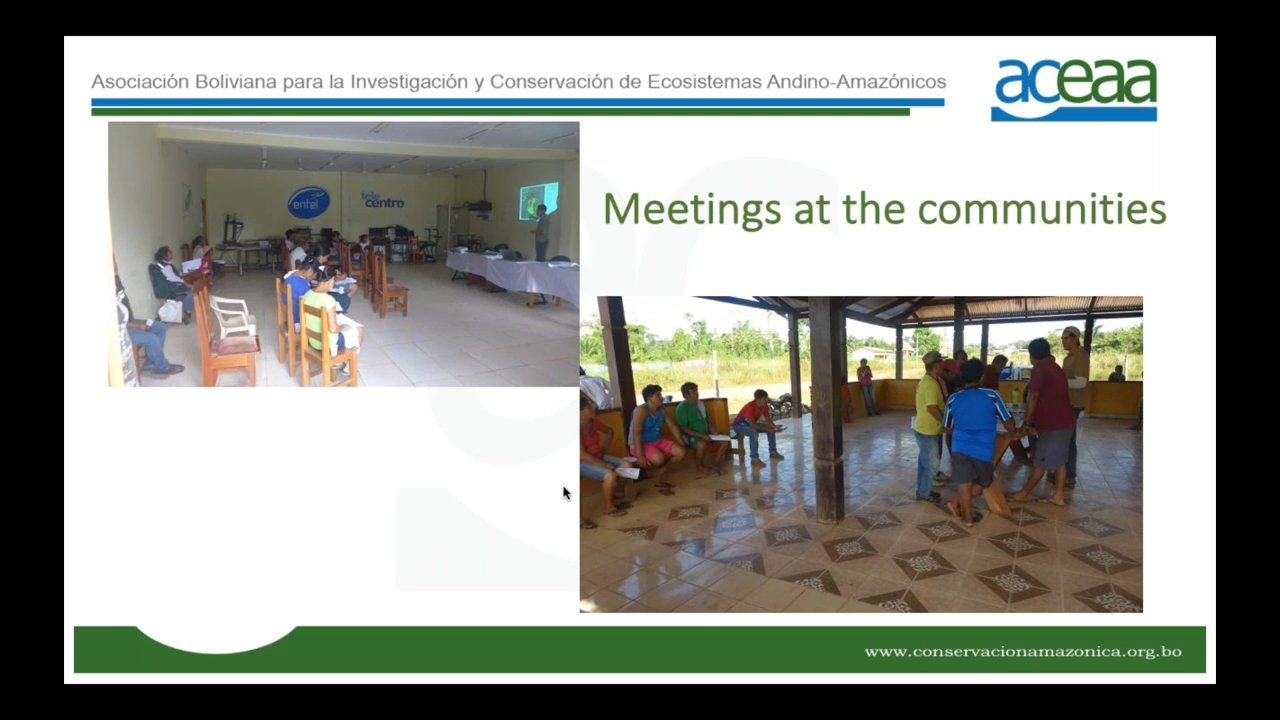 Asociación Boliviana para la Investigación y Conservación de Ecosistemas Andino-Amazónicos
aceaa
entel
tele
centro
Meetings at the communities
www.conservacionamazonica.org.bo